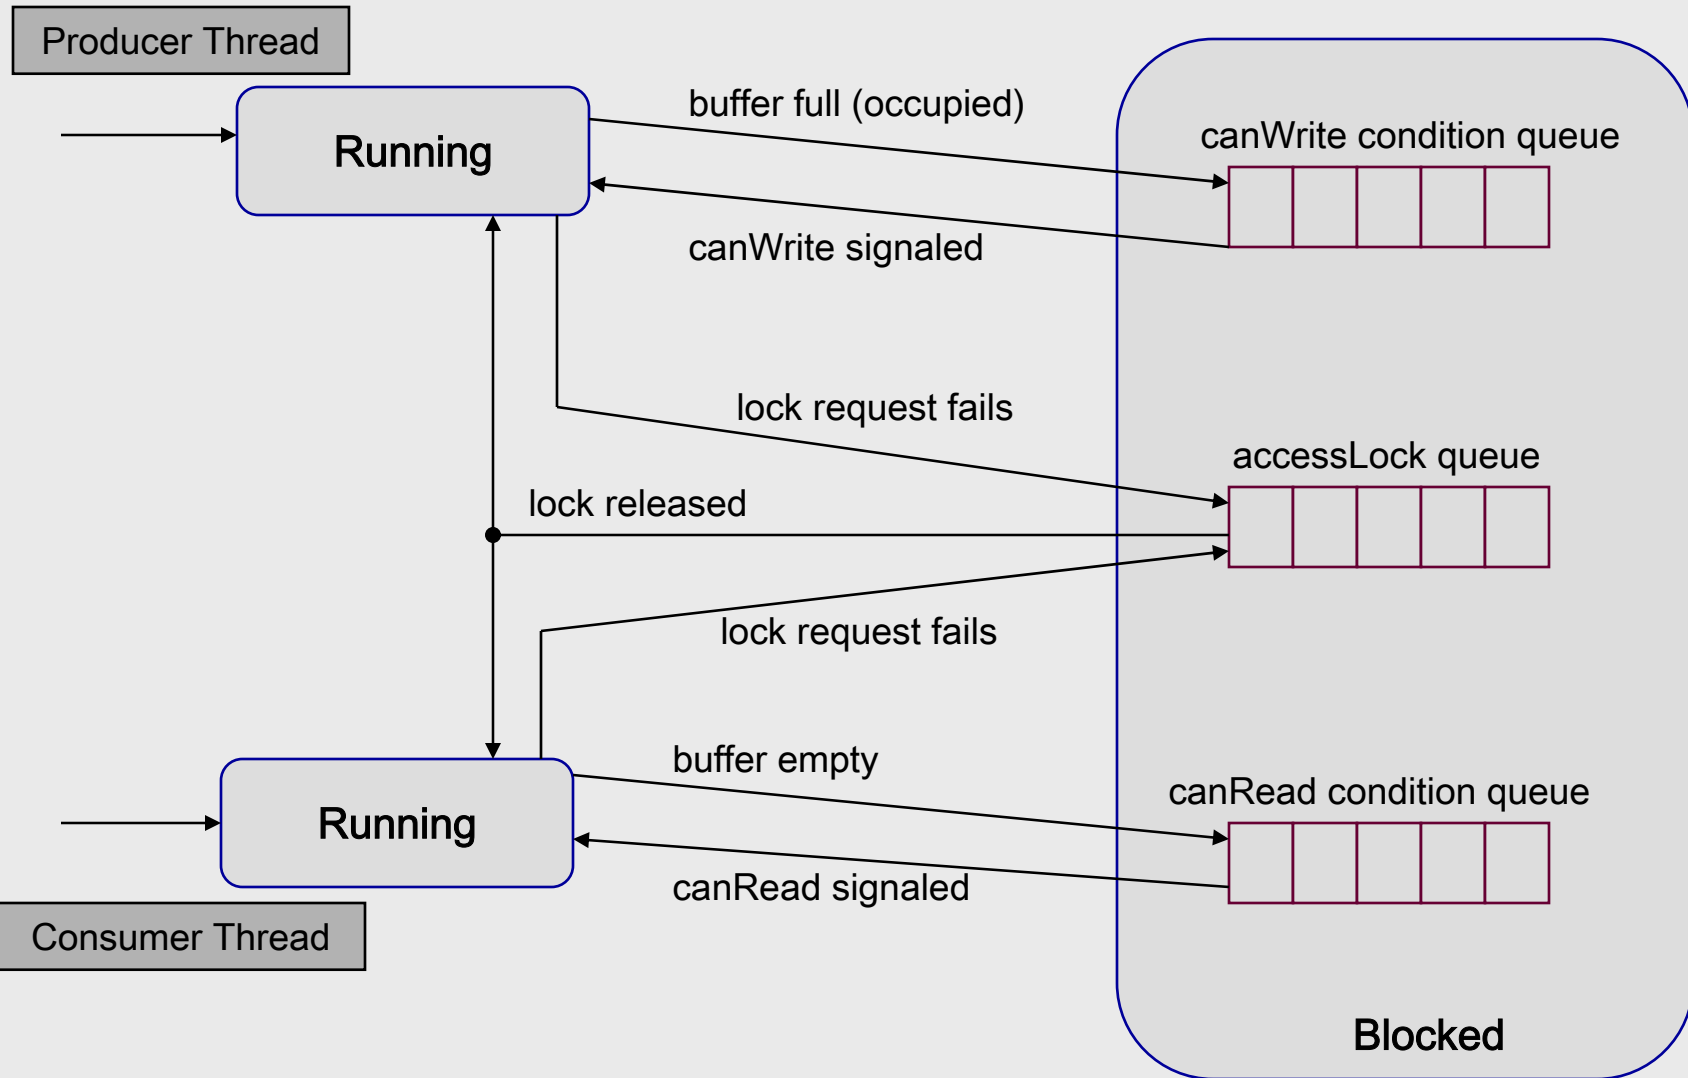 Producer Thread
Running
buffer full (occupied)
canWrite condition queue
canWrite signaled
lock request fails
accessLock queue
lock released
lock request fails
buffer empty
canRead condition queue
Running
canRead signaled
Consumer Thread
Blocked